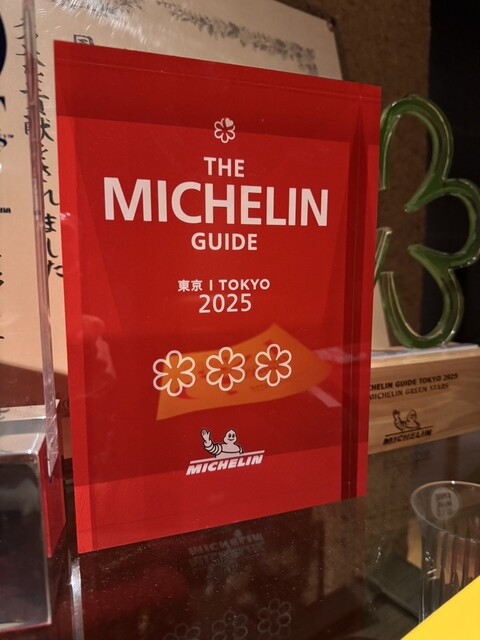 THE
MICHELIN
GUIDE
東京 | TOKYO
2025
MICHELIN
HELIN GUIDE TOKYO 2025
MICHELIN GREEN STARS
MICHELIN